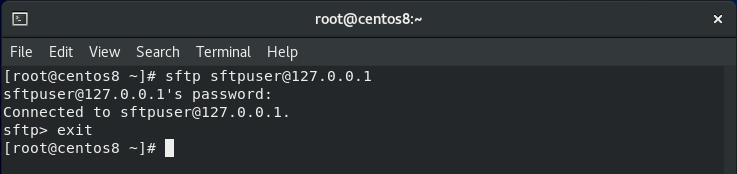 root@centos8:~
File Edit View Search Terminal Help
[root@centos8 ~]# sftp sftpuser@127.0.0.1
sftpuser@127.0.0.1's password:
Connected to sftpuser@127.0.0.1.
sftp> exit
[root@centos8 ~]#